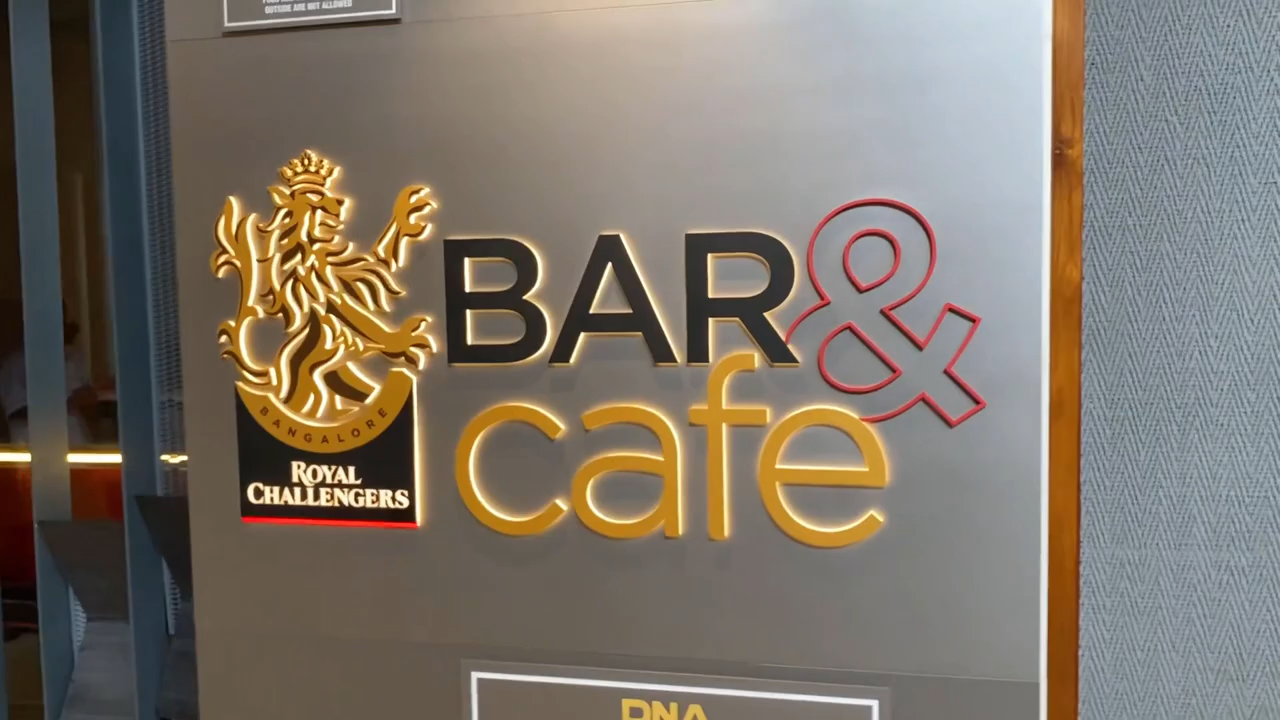 OUTSIDE ARE NOT ALLOWED
BANGALORE
ROYAL
CHALLENGERS
BAR &
cafe
DNA